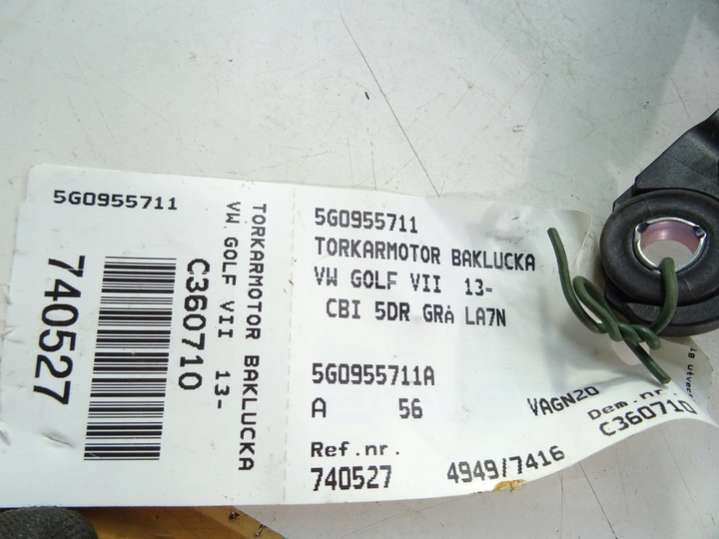 5G0955711
TORKARMOTOR BAKLUCKA
VW GOLF VII 13-
C360710
740527
5G0955711
TORKARMOTOR BAKLUCKA
VW GOLF VII 13-
CBI 5DR GRÅ LA7N
5G0955711A
A 56
VAGN20
Ref.nr.
Dem.nr.
740527
4949/7416
C360710